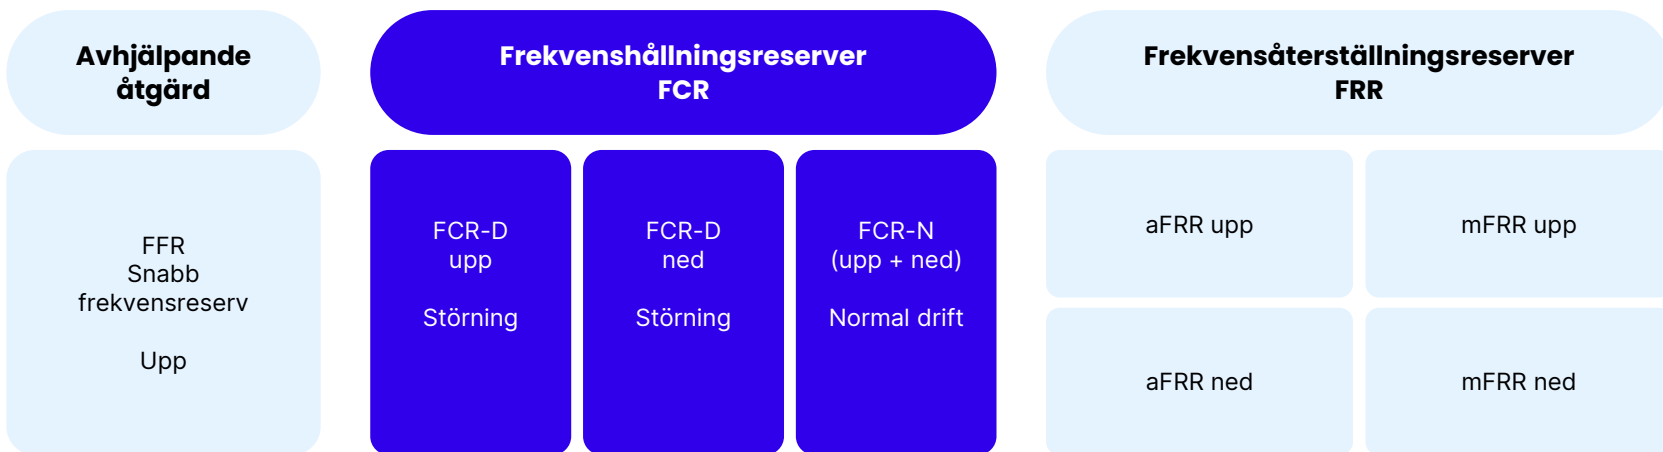 Avhjälpande
åtgärd
FFR
Snabb
frekvensreserv
Upp
Frekvenshållningsreserver
FCR
FCR-D
upp
Störning
FCR-D
ned
Störning
FCR-N
(upp + ned)
Normal drift
Frekvensåterställningsreserver
FRR
aFRR upp
mFRR upp
aFRR ned
mFRR ned